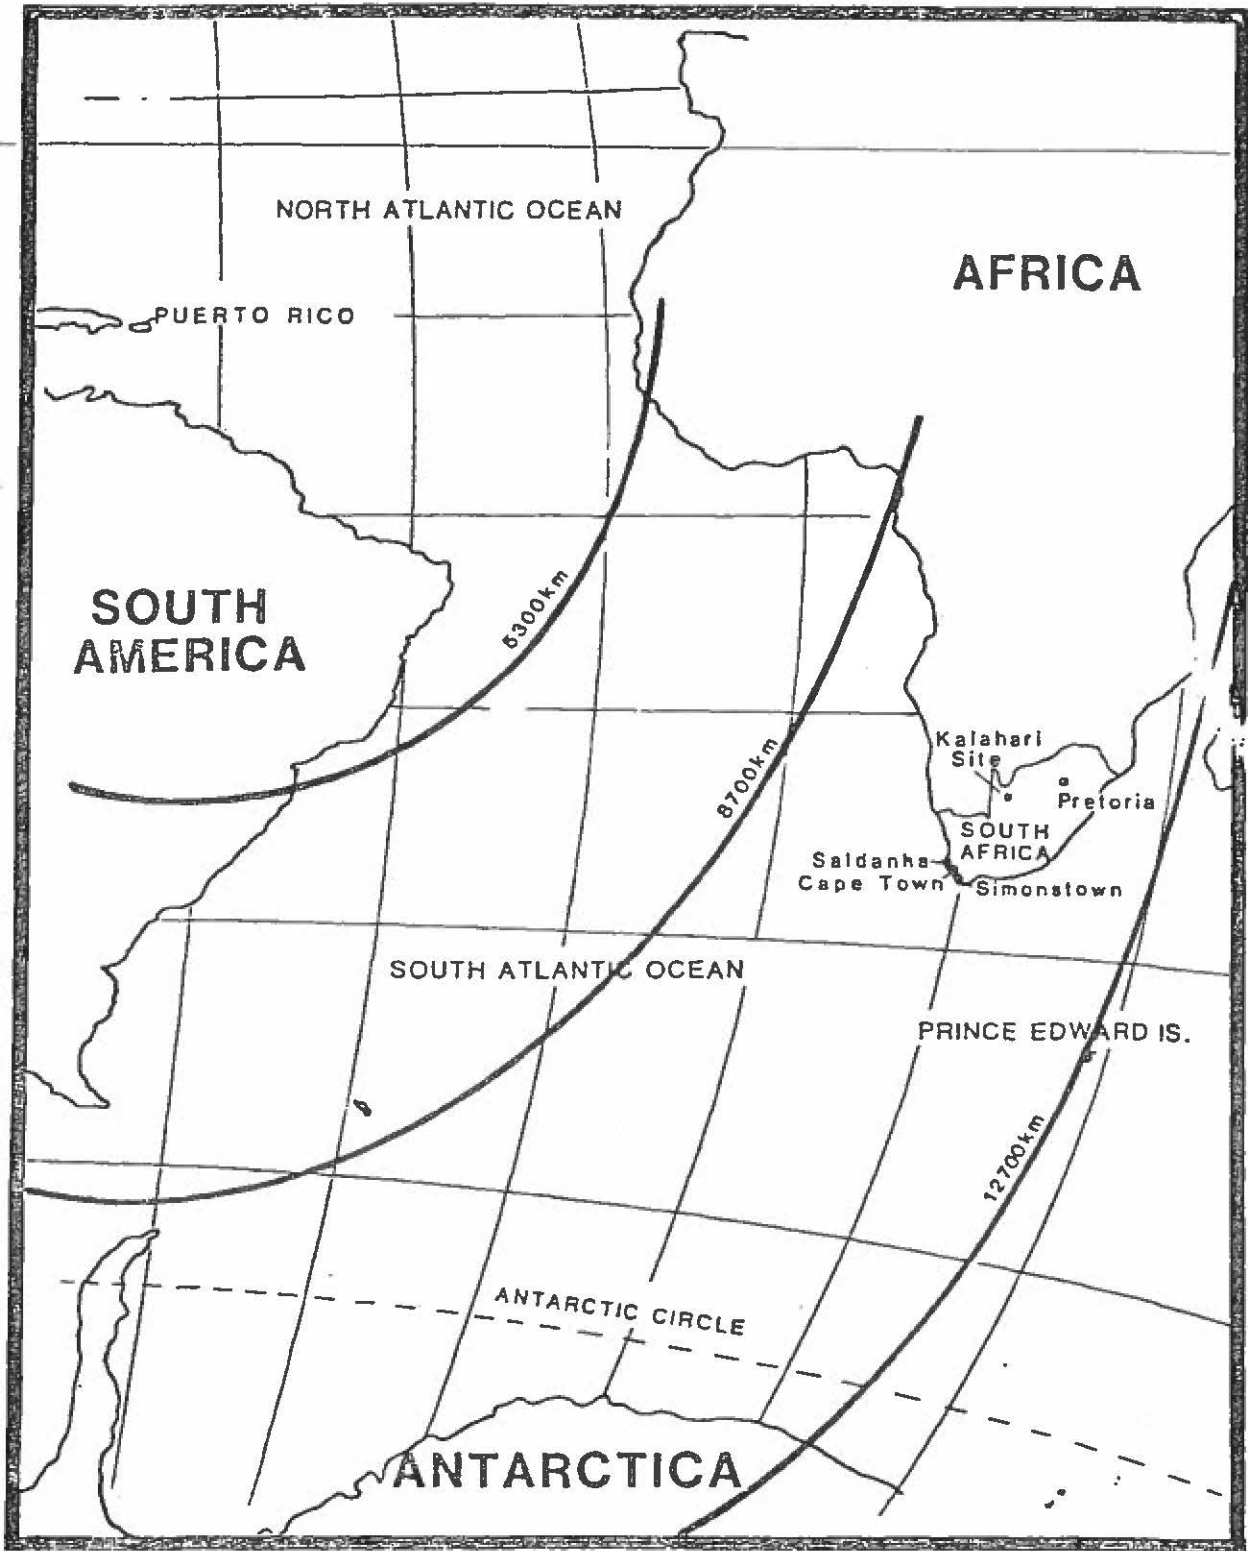 NORTH ATLANTIC OCEAN
AFRICA
PUERTO RICO
5300km
SOUTH
AMERICA
8700km
Kalahari
Site
Pretoria
SOUTH
AFRICA
Saldanha
Cape Town
Simonstown
SOUTH ATLANTIC OCEAN
PRINCE EDWARD IS.
12700km
ANTARCTIC CIRCLE
ANTARCTICA